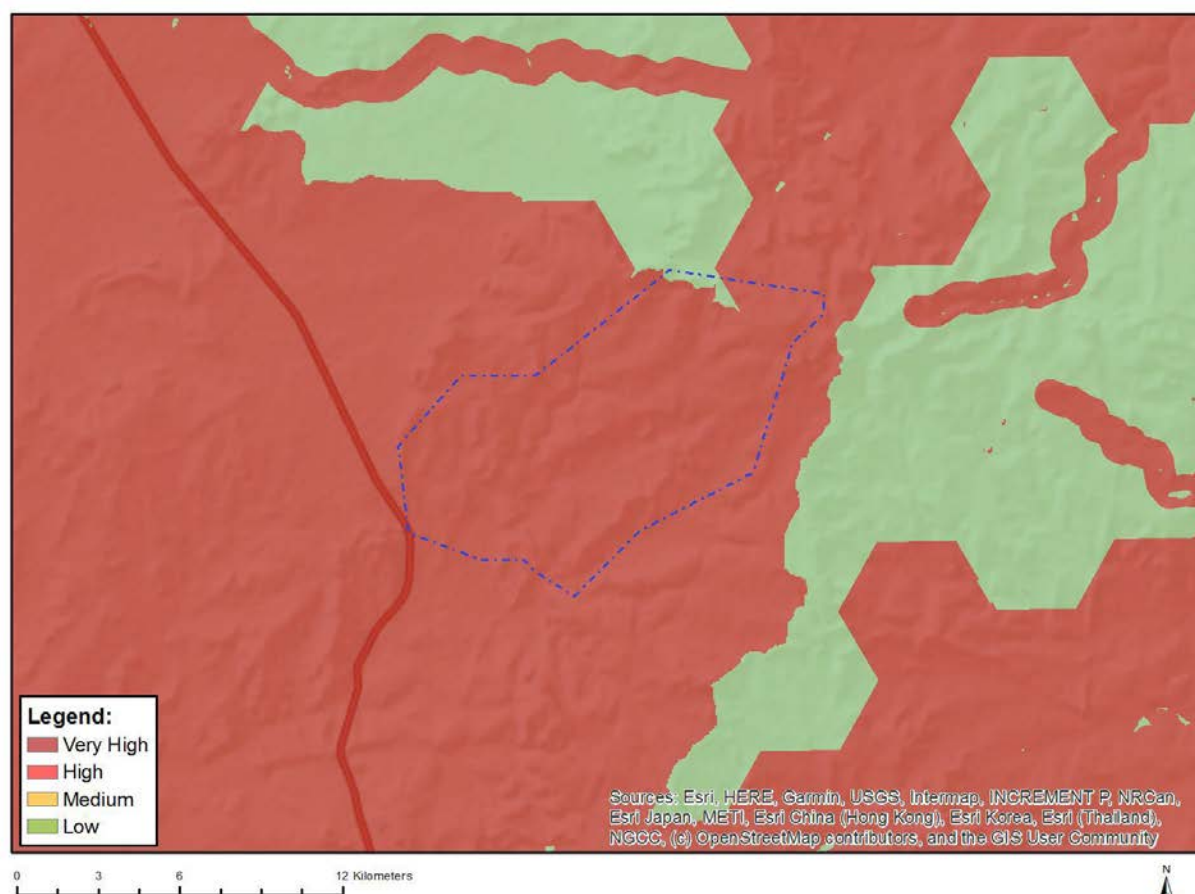 Legend:
Very High
High
Medium
Low
Sources: Esri, HERE, Garmin, USGS, Intermap, INCREMENT P, NRCan,
Esri Japan, METI, Esri China (Hong Kong), Esri Korea, Esri (Thailand),
NGCC, (c) OpenStreetMap contributors, and the GIS User Community
0 3 6 12 Kilometers
N